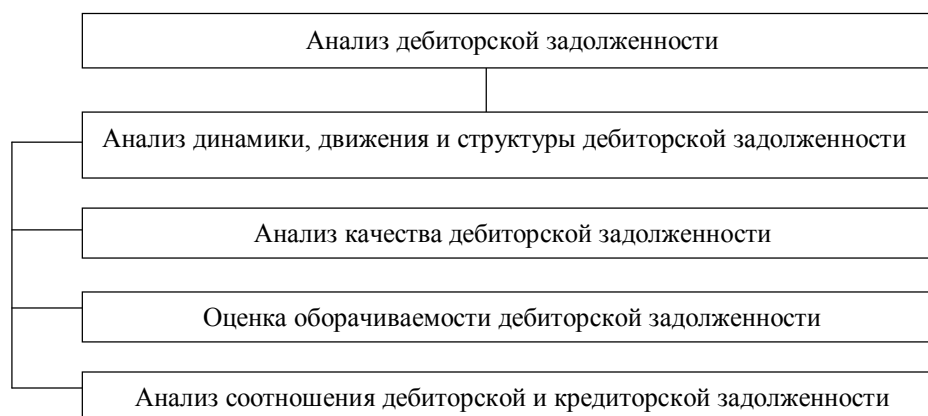 Анализ дебиторской задолженности
Анализ динамики, движения и структуры дебиторской задолженности
Анализ качества дебиторской задолженности
Оценка оборачиваемости дебиторской задолженности
Анализ соотношения дебиторской и кредиторской задолженности